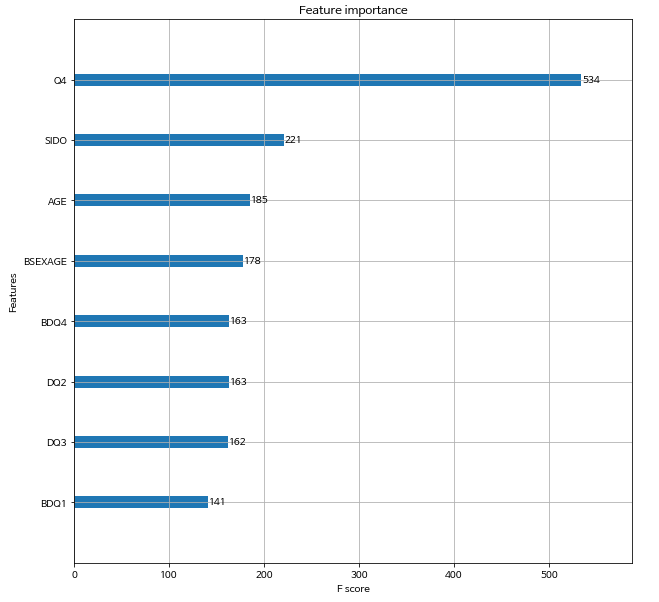 Feature importance
Q4
534
SIDO
221
AGE
185
BSEXAGE
178
BDQ4
163
DQ2
163
DQ3
162
BDQ1
141
Features
0 100 200 300 400 500
F score